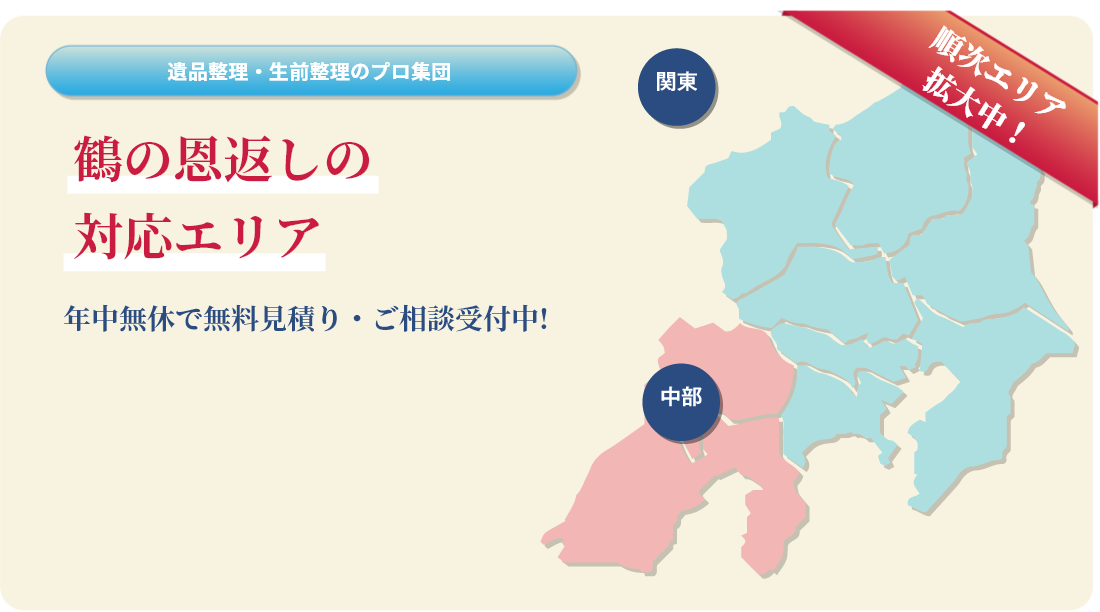 遺品整理・生前整理のプロ集団
鶴の恩返しの
対応エリア
年中無休で無料見積り・ご相談受付中!
関東
順次エリア
拡大中！
中部